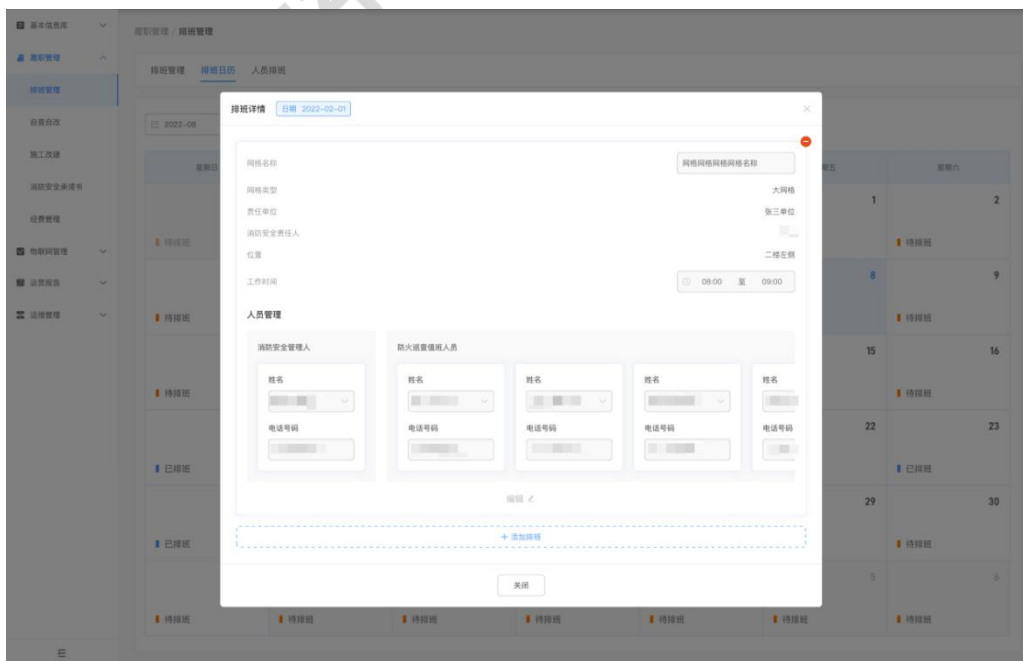 基本信息库
履职管理
排班管理
自查自改
施工改建
消防安全承诺书
经费管理
物联网管理
运营报告
运维管理
履职管理 / 排班管理
排班管理 排班日历 人员排班
2022-08
星期日
星期五
星期六
排班详情 日期 2022-02-01
网格名称 网格网格网格网格名称
网格类型 大网格
责任单位 张三单位
消防安全责任人
位置 二楼左侧
工作时间 08:00 至 09:00
人员管理
消防安全管理人 防火巡查值班人员
姓名 姓名 姓名 姓名 姓名
电话号码 电话号码 电话号码 电话号码 电话号码
编辑
+ 添加排班
关闭
1 2
待排班 待排班
8 9
待排班 待排班
15 16
待排班 待排班
22 23
已排班 已排班
29 30
已排班 待排班
5 6
待排班 待排班 待排班 待排班 待排班 待排班 待排班